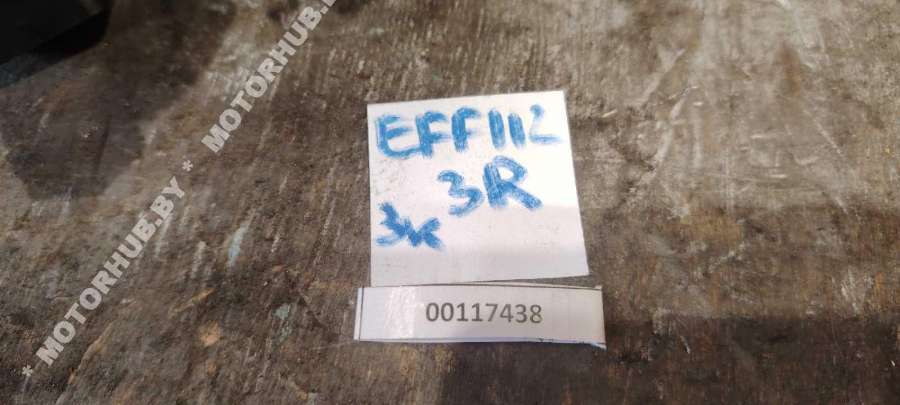 * MOTORHUB.BY * MOTORHUB.BY
EFF112
3R
3к
00117438